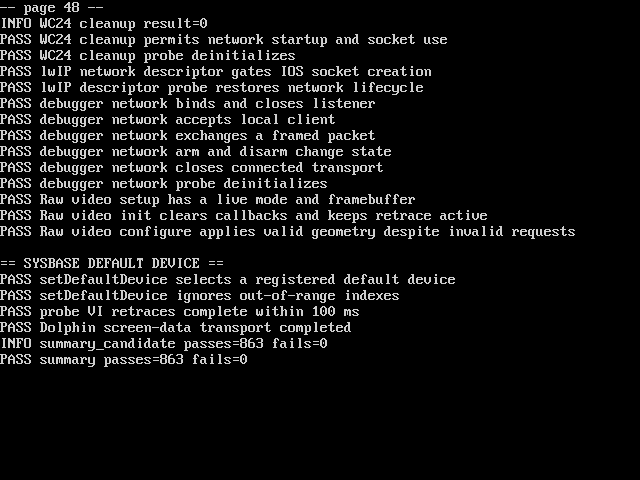 -- page 48 --
INFO WC24 cleanup result=0
PASS WC24 cleanup permits network startup and socket use
PASS WC24 cleanup probe deinitializes
PASS lwIP network descriptor gates IOS socket creation
PASS lwIP descriptor probe restores network lifecycle
PASS debugger network binds and closes listener
PASS debugger network accepts local client
PASS debugger network exchanges a framed packet
PASS debugger network arm and disarm change state
PASS debugger network closes connected transport
PASS debugger network probe deinitializes
PASS Raw video setup has a live mode and framebuffer
PASS Raw video init clears callbacks and keeps retrace active
PASS Raw video configure applies valid geometry despite invalid requests
== SYSBASE DEFAULT DEVICE ==
PASS setDefaultDevice selects a registered default device
PASS setDefaultDevice ignores out-of-range indexes
PASS probe VI retraces complete within 100 ms
PASS Dolphin screen-data transport completed
INFO summary_candidate passes=863 fails=0
PASS summary passes=863 fails=0